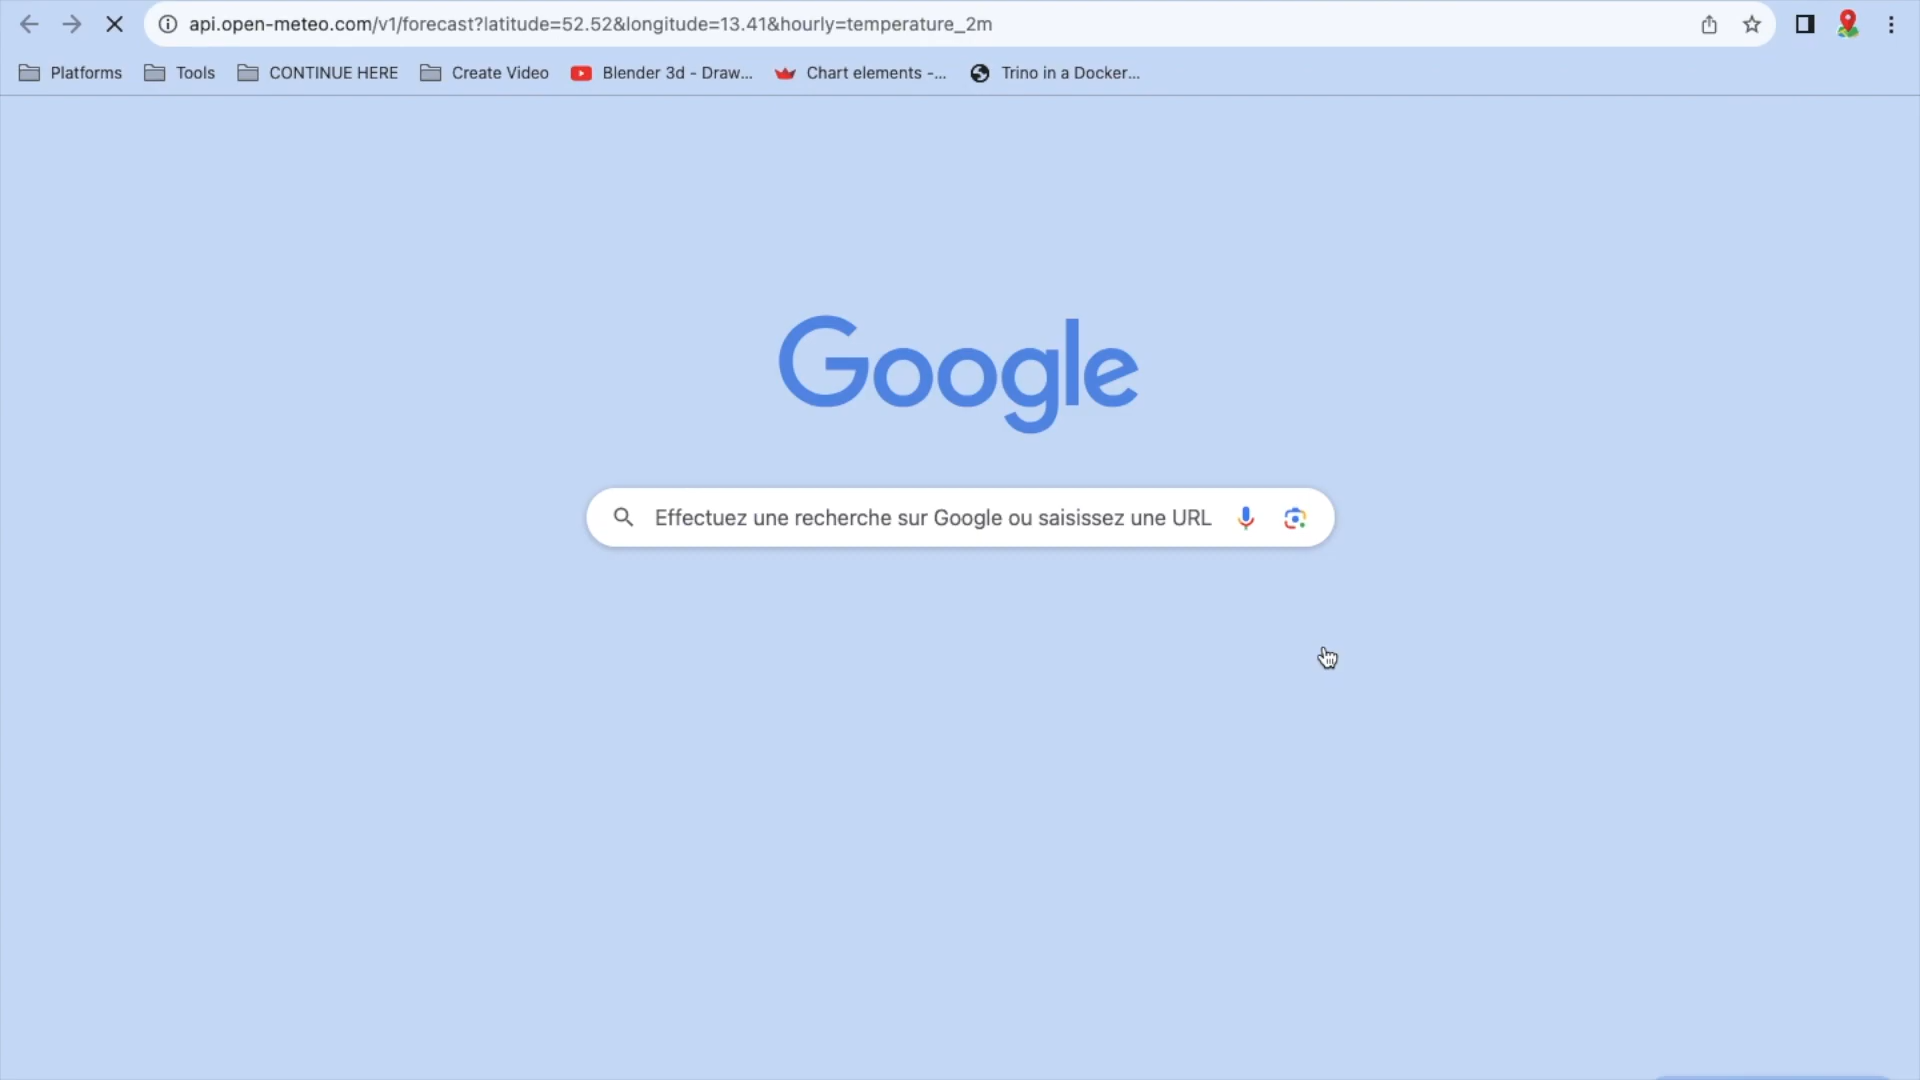 api.open-meteo.com/v1/forecast?latitude=52.52&longitude=13.41&hourly=temperature_2m
Platforms Tools CONTINUE HERE Create Video Blender 3d - Draw... Chart elements -... Trino in a Docker...
Google
Effectuez une recherche sur Google ou saisissez une URL